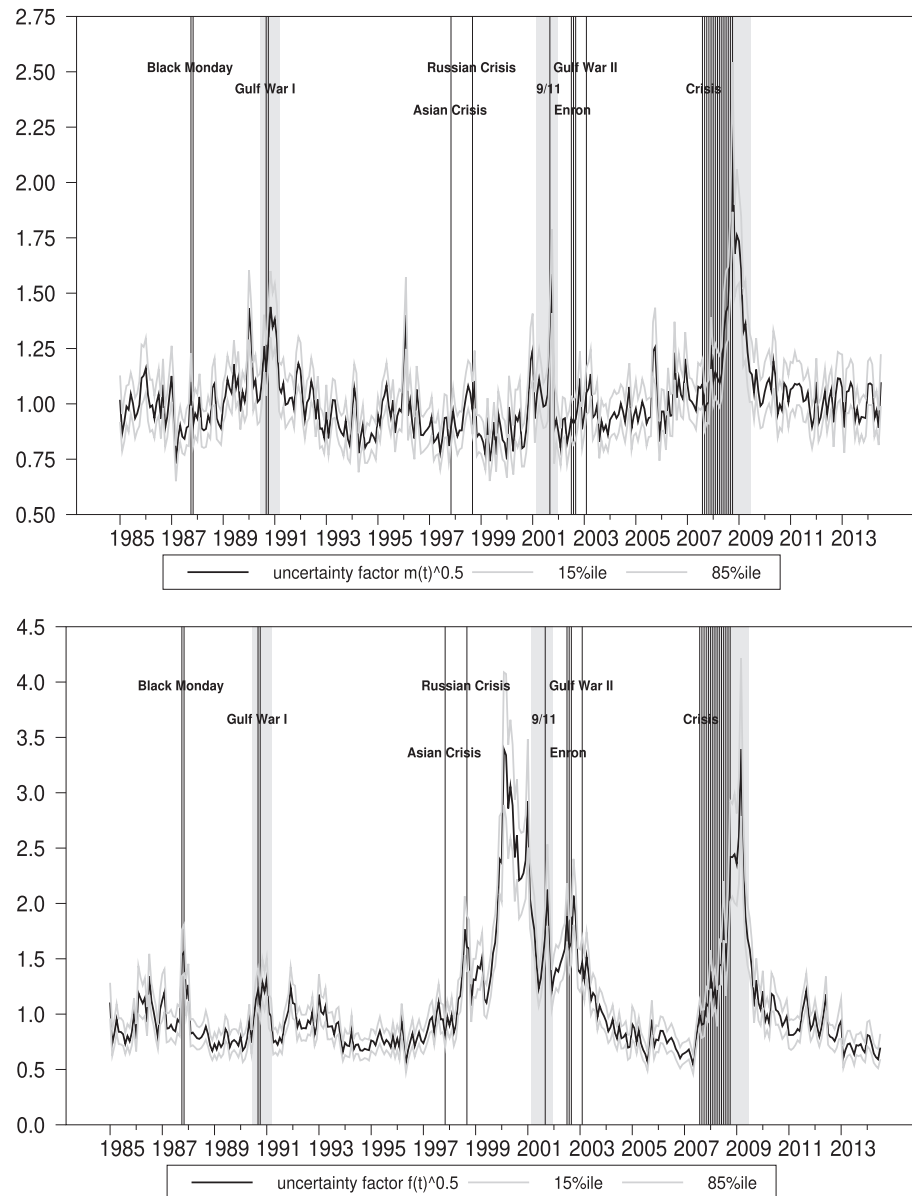 2.75
2.50
2.25
2.00
1.75
1.50
1.25
1.00
0.75
0.50
Black Monday Russian Crisis Gulf War II
Gulf War I 9/11 Crisis
Asian Crisis Enron
1985 1987 1989 1991 1993 1995 1997 1999 2001 2003 2005 2007 2009 2011 2013
uncertainty factor m(t)^0.5 15%ile 85%ile
4.5
4.0
3.5
3.0
2.5
2.0
1.5
1.0
0.5
0.0
Black Monday Russian Crisis Gulf War II
Gulf War I 9/11 Crisis
Asian Crisis Enron
1985 1987 1989 1991 1993 1995 1997 1999 2001 2003 2005 2007 2009 2011 2013
uncertainty factor f(t)^0.5 15%ile 85%ile